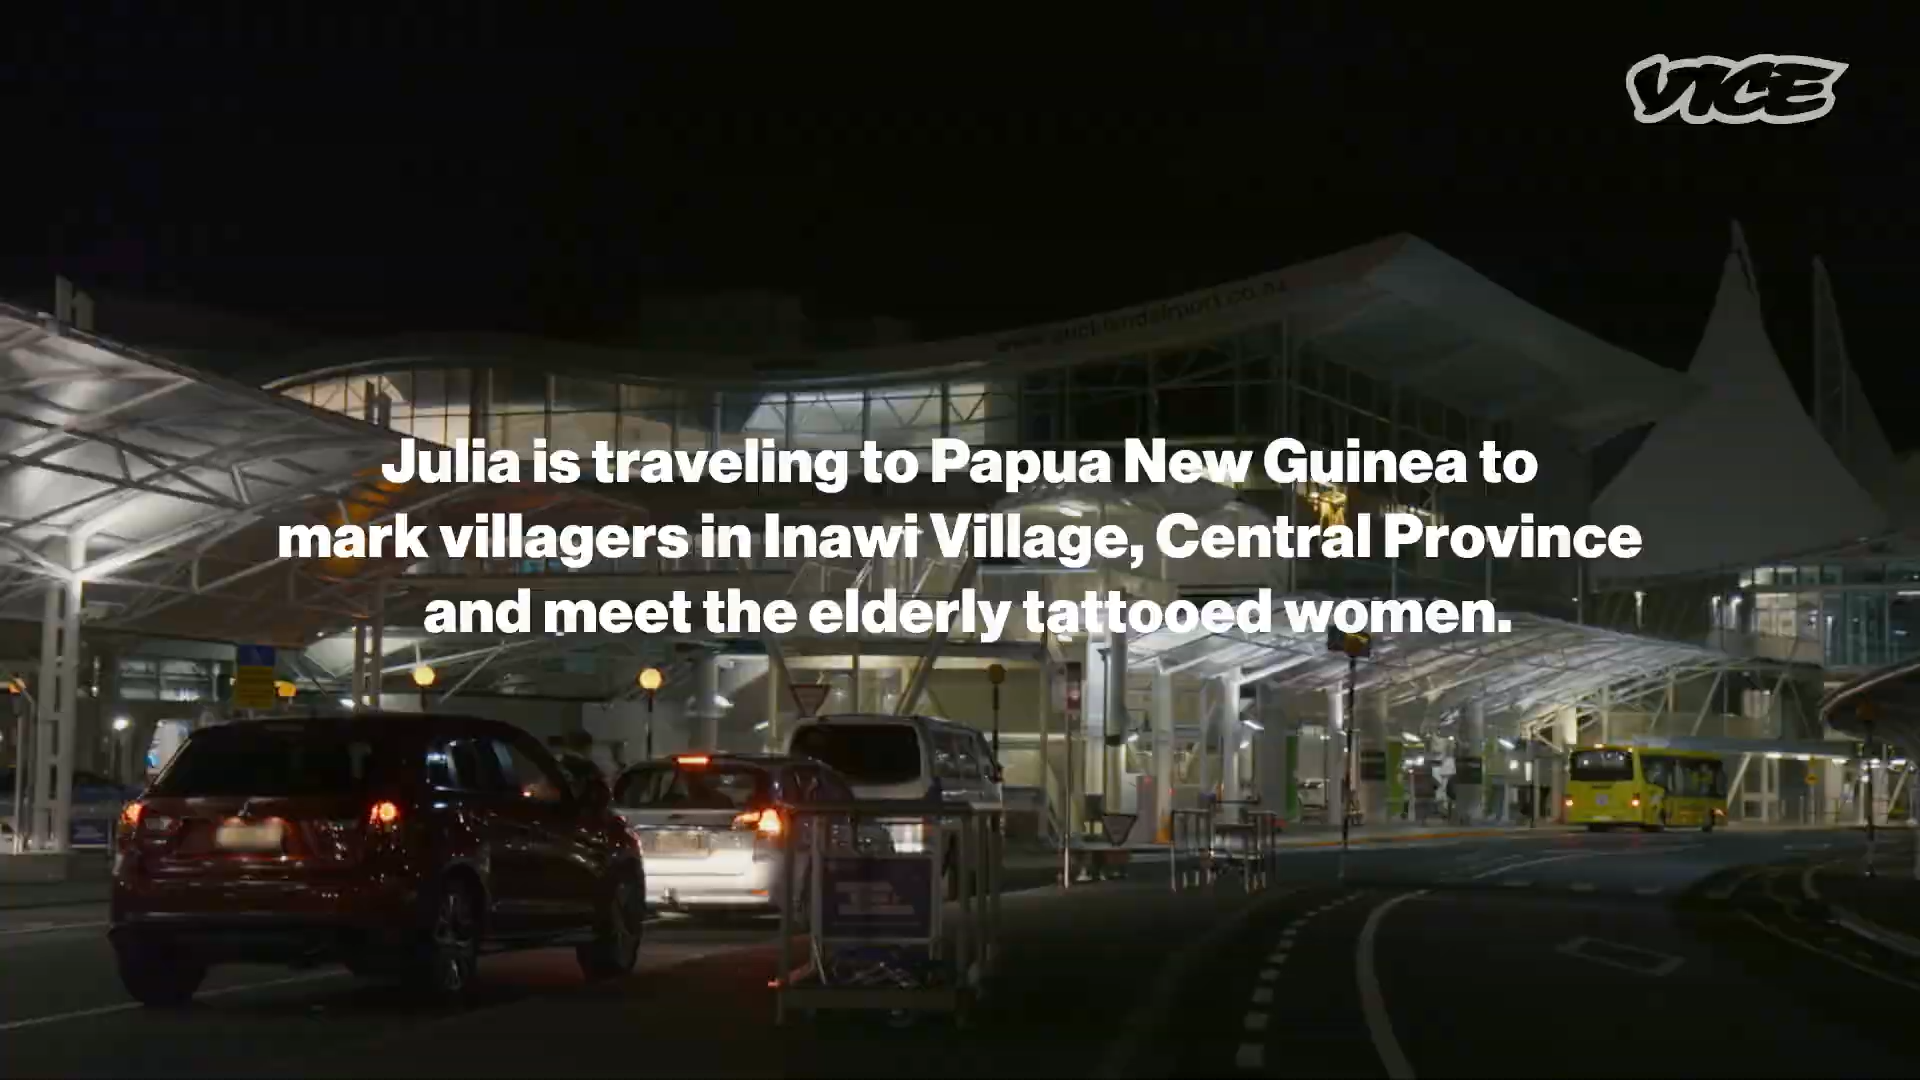 VICE
Julia is traveling to Papua New Guinea to
mark villagers in Inawi Village, Central Province
and meet the elderly tattooed women.